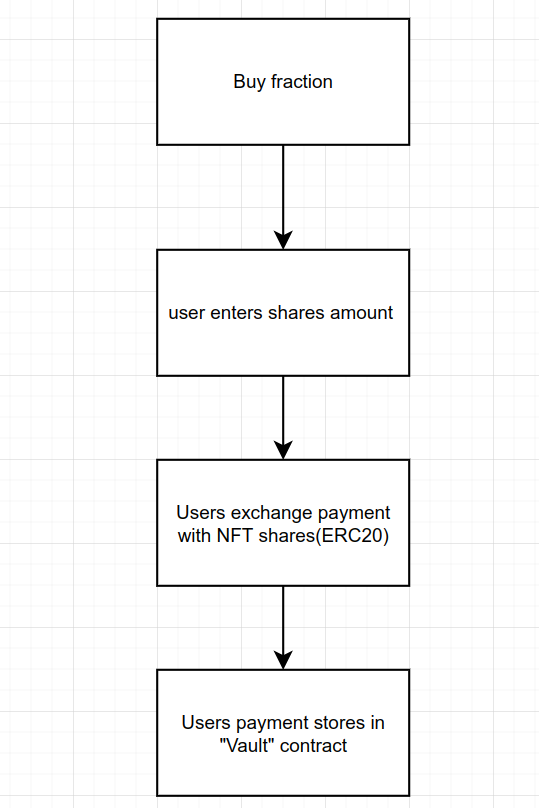 Buy fraction
user enters shares amount
Users exchange payment
with NFT shares(ERC20)
Users payment stores in
"Vault" contract